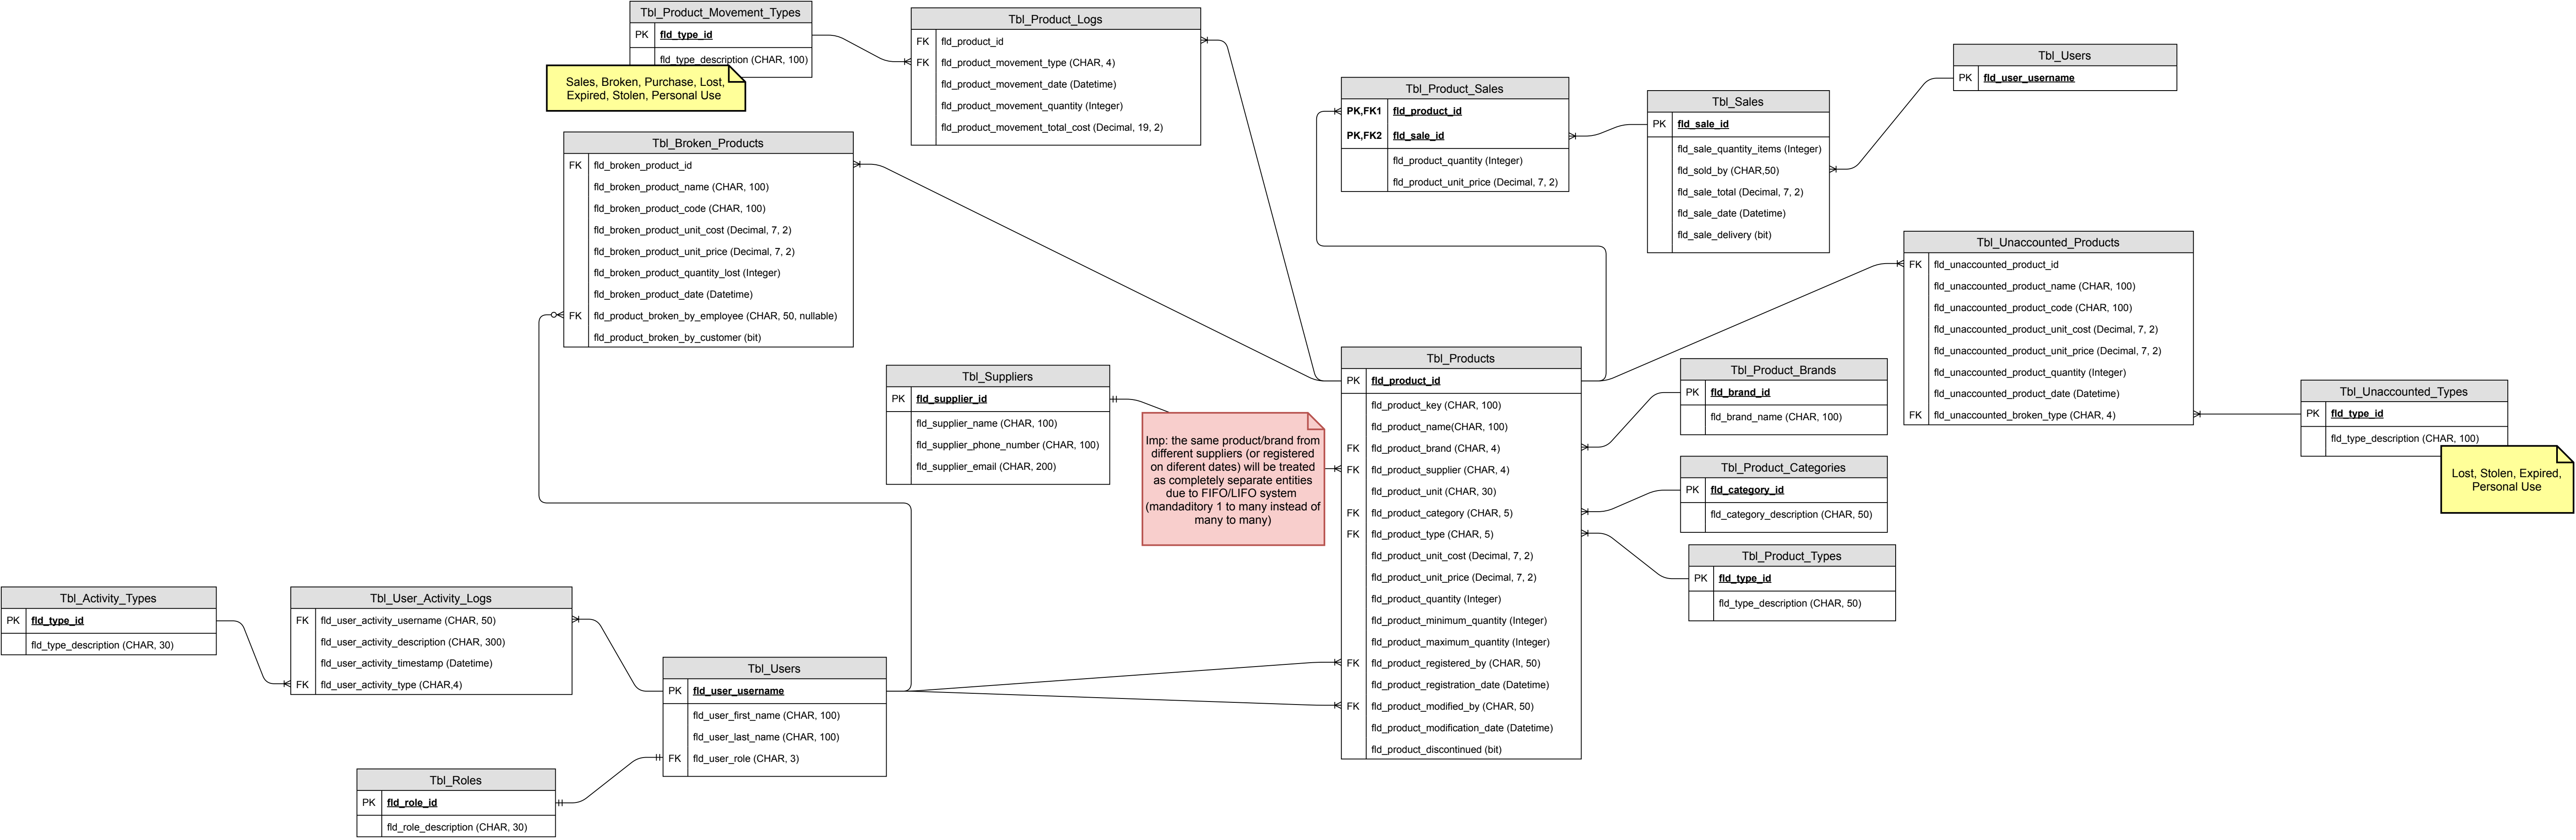 Tbl_Product_Movement_Types
PK fld_type_id
fld_type_description (CHAR, 100)
Sales, Broken, Purchase, Lost,
Expired, Stolen, Personal Use
Tbl_Product_Logs
FK fld_product_id
FK fld_product_movement_type (CHAR, 4)
fld_product_movement_date (Datetime)
fld_product_movement_quantity (Integer)
fld_product_movement_total_cost (Decimal, 19, 2)
Tbl_Product_Sales
PK,FK1 fld_product_id
PK,FK2 fld_sale_id
fld_product_quantity (Integer)
fld_product_unit_price (Decimal, 7, 2)
Tbl_Sales
PK fld_sale_id
fld_sale_quantity_items (Integer)
fld_sold_by (CHAR,50)
fld_sale_total (Decimal, 7, 2)
fld_sale_date (Datetime)
fld_sale_delivery (bit)
Tbl_Users
PK fld_user_username
Tbl_Broken_Products
FK fld_broken_product_id
fld_broken_product_name (CHAR, 100)
fld_broken_product_code (CHAR, 100)
fld_broken_product_unit_cost (Decimal, 7, 2)
fld_broken_product_unit_price (Decimal, 7, 2)
fld_broken_product_quantity_lost (Integer)
fld_broken_product_date (Datetime)
FK fld_product_broken_by_employee (CHAR, 50, nullable)
fld_product_broken_by_customer (bit)
Tbl_Unaccounted_Products
FK fld_unaccounted_product_id
fld_unaccounted_product_name (CHAR, 100)
fld_unaccounted_product_code (CHAR, 100)
fld_unaccounted_product_unit_cost (Decimal, 7, 2)
fld_unaccounted_product_unit_price (Decimal, 7, 2)
fld_unaccounted_product_quantity (Integer)
fld_unaccounted_product_date (Datetime)
FK fld_unaccounted_broken_type (CHAR, 4)
Tbl_Unaccounted_Types
PK fld_type_id
fld_type_description (CHAR, 100)
Lost, Stolen, Expired,
Personal Use
Tbl_Suppliers
PK fld_supplier_id
fld_supplier_name (CHAR, 100)
fld_supplier_phone_number (CHAR, 100)
fld_supplier_email (CHAR, 200)
Imp: the same product/brand from
different suppliers (or registered
on diferent dates) will be treated
as completely separate entities
due to FIFO/LIFO system
(mandaditory 1 to many instead of
many to many)
Tbl_Products
PK fld_product_id
fld_product_key (CHAR, 100)
fld_product_name(CHAR, 100)
FK fld_product_brand (CHAR, 4)
FK fld_product_supplier (CHAR, 4)
fld_product_unit (CHAR, 30)
FK fld_product_category (CHAR, 5)
FK fld_product_type (CHAR, 5)
fld_product_unit_cost (Decimal, 7, 2)
fld_product_unit_price (Decimal, 7, 2)
fld_product_quantity (Integer)
fld_product_minimum_quantity (Integer)
fld_product_maximum_quantity (Integer)
FK fld_product_registered_by (CHAR, 50)
fld_product_registration_date (Datetime)
FK fld_product_modified_by (CHAR, 50)
fld_product_modification_date (Datetime)
fld_product_discontinued (bit)
Tbl_Product_Brands
PK fld_brand_id
fld_brand_name (CHAR, 100)
Tbl_Product_Categories
PK fld_category_id
fld_category_description (CHAR, 50)
Tbl_Product_Types
PK fld_type_id
fld_type_description (CHAR, 50)
Tbl_Activity_Types
PK fld_type_id
fld_type_description (CHAR, 30)
Tbl_User_Activity_Logs
FK fld_user_activity_username (CHAR, 50)
fld_user_activity_description (CHAR, 300)
fld_user_activity_timestamp (Datetime)
FK fld_user_activity_type (CHAR,4)
Tbl_Users
PK fld_user_username
fld_user_first_name (CHAR, 100)
fld_user_last_name (CHAR, 100)
FK fld_user_role (CHAR, 3)
Tbl_Roles
PK fld_role_id
fld_role_description (CHAR, 30)